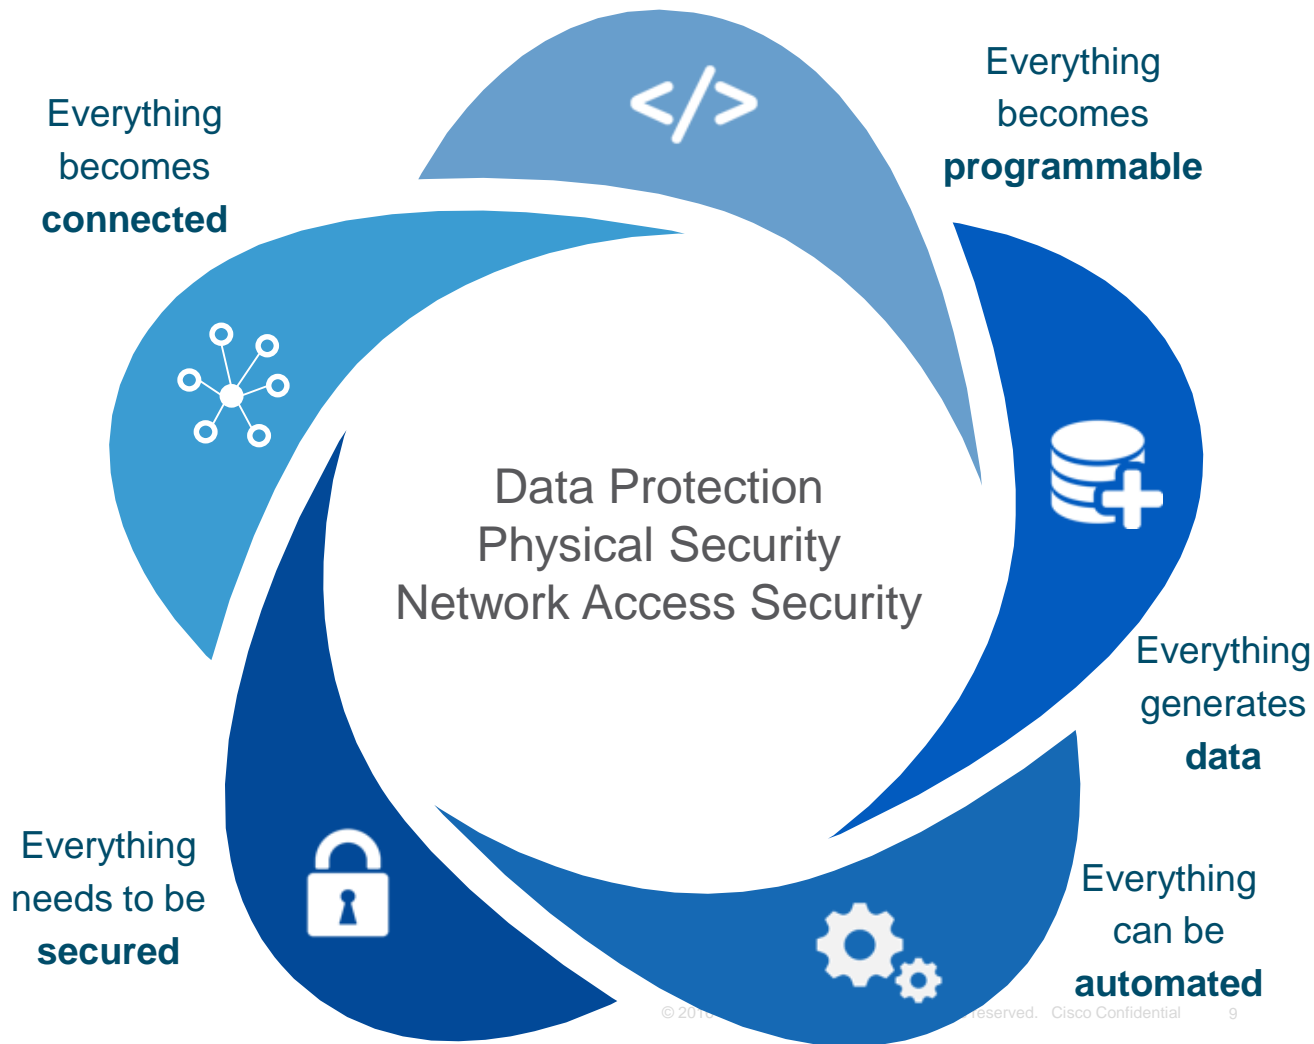 Everything
becomes
connected
</>
Everything
becomes
programmable
Data Protection
Physical Security
Network Access Security
Everything
generates
data
Everything
needs to be
secured
Everything
can be
automated
reserved. Cisco Confidential 9